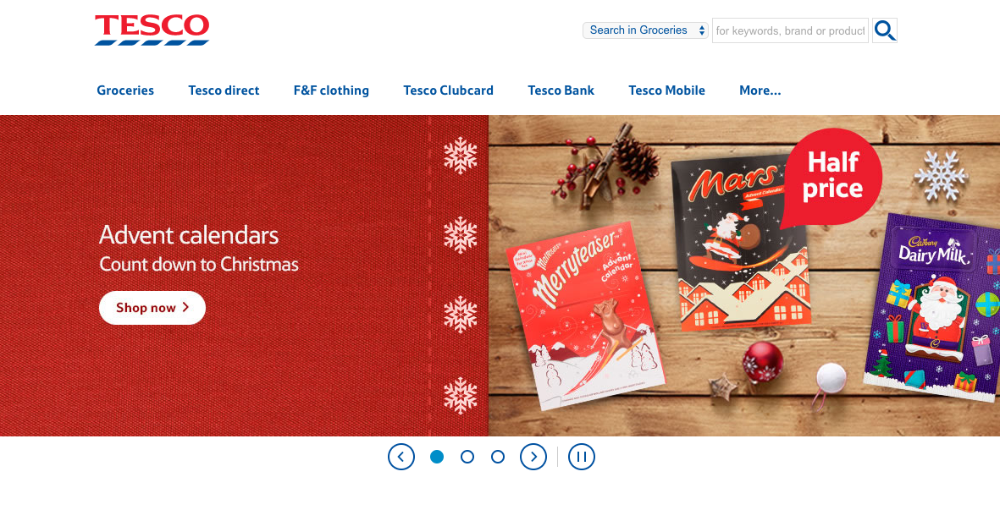 TESCO
Search in Groceries
for keywords, brand or product
Groceries
Tesco direct
F&F clothing
Tesco Clubcard
Tesco Bank
Tesco Mobile
More...
Advent calendars
Count down to Christmas
Shop now
Half
price
Mars
Advent Calendar
Maltesers
Merryteaser
Advent
Calendar
Cadbury
Dairy Milk